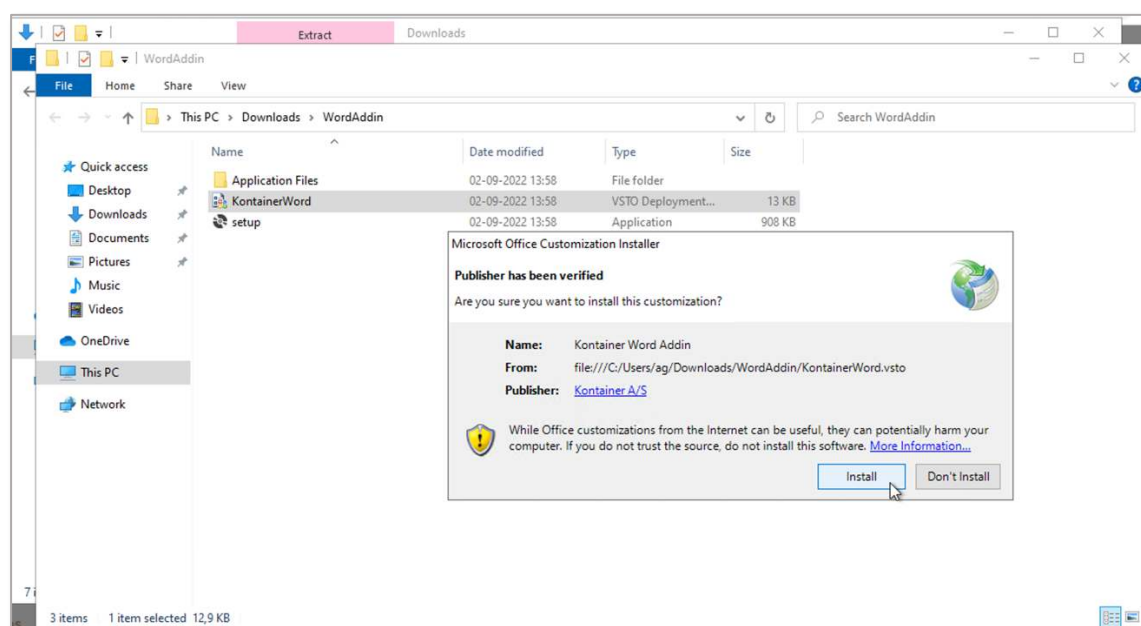 Extract Downloads
WordAddin
File Home Share View
This PC Downloads WordAddin Search WordAddin
Name Date modified Type Size
Quick access
Desktop
Downloads
Documents
Pictures
Music
Videos
OneDrive
This PC
Network
Application Files 02-09-2022 13:58 File folder
KontainerWord 02-09-2022 13:58 VSTO Deployment... 13 KB
setup 02-09-2022 13:58 Application 908 KB
Microsoft Office Customization Installer
Publisher has been verified
Are you sure you want to install this customization?
Name: Kontainer Word Addin
From: file:///C:/Users/ag/Downloads/WordAddin/KontainerWord.vsto
Publisher: Kontainer A/S
While Office customizations from the Internet can be useful, they can potentially harm your
computer. If you do not trust the source, do not install this software. More Information...
Install Don't Install
3 items 1 item selected 12,9 KB